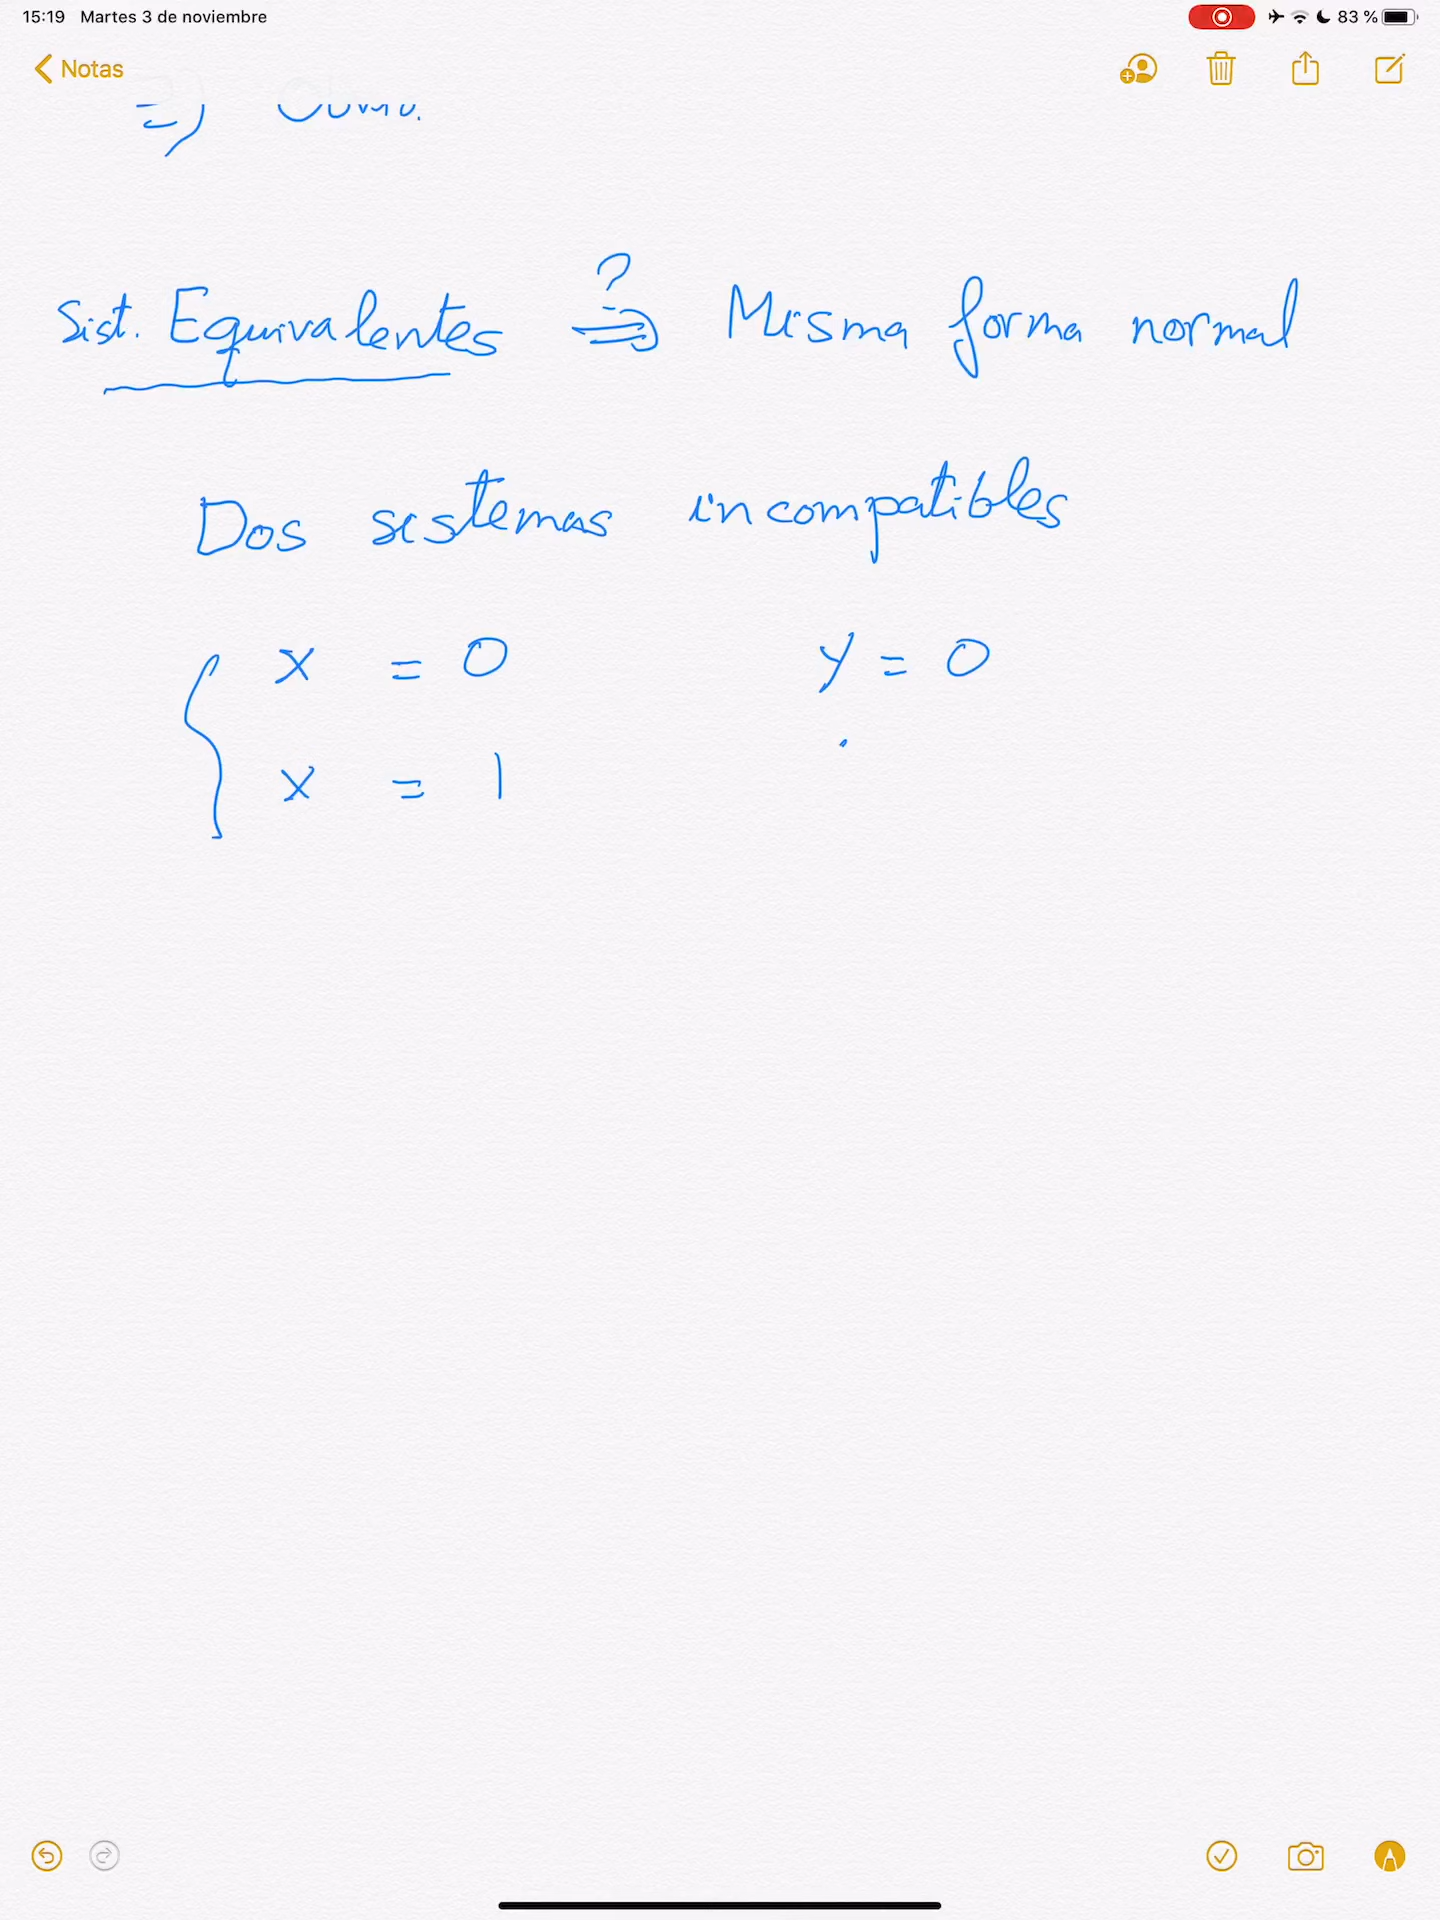 15:19 Martes 3 de noviembre 83 %
Notas
Sist. Equivalentes ?⇒ Misma forma normal
Dos sistemas incompatibles
x = 0 y = 0
x = 1